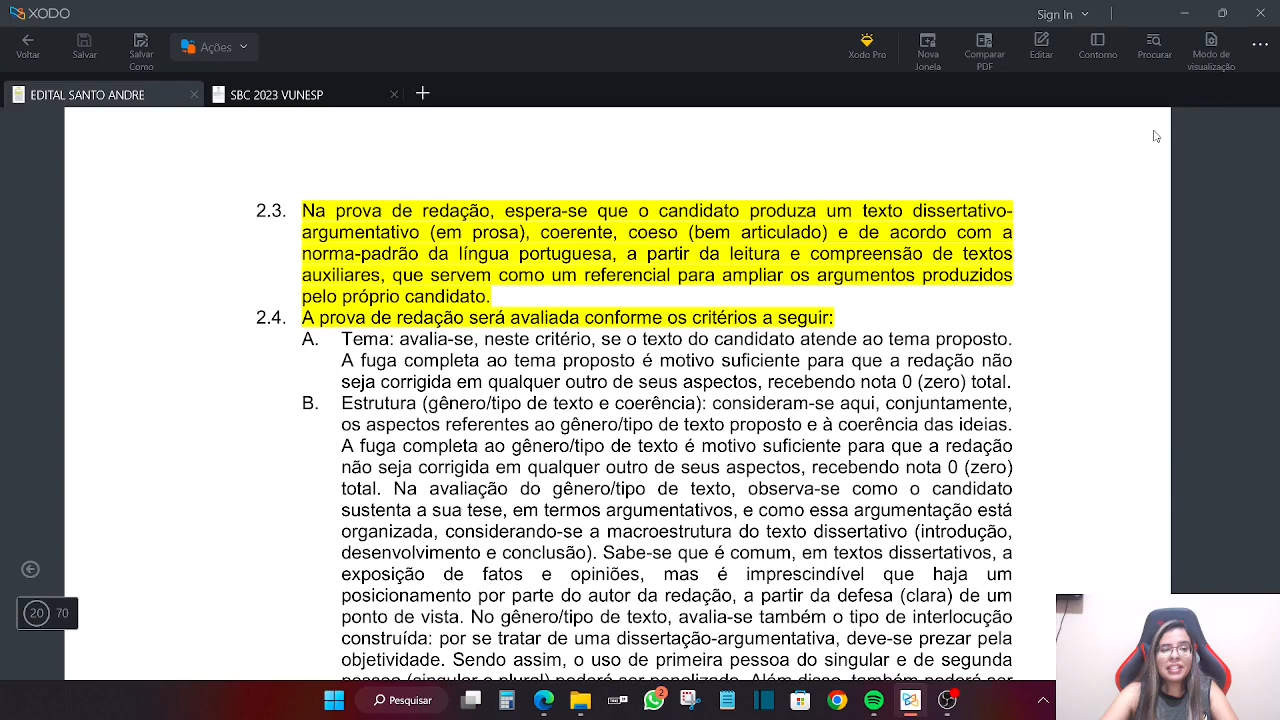 XODO
Sign In
Voltar
Salvar
Salvar Como
Ações
Xodo Pro
Nova Janela
Comparar PDF
Editar
Contorno
Procurar
Modo de visualização
EDITAL SANTO ANDRE
SBC 2023 VUNESP
2.3. Na prova de redação, espera-se que o candidato produza um texto dissertativo-
argumentativo (em prosa), coerente, coeso (bem articulado) e de acordo com a
norma-padrão da língua portuguesa, a partir da leitura e compreensão de textos
auxiliares, que servem como um referencial para ampliar os argumentos produzidos
pelo próprio candidato.
2.4. A prova de redação será avaliada conforme os critérios a seguir:
A. Tema: avalia-se, neste critério, se o texto do candidato atende ao tema proposto.
A fuga completa ao tema proposto é motivo suficiente para que a redação não
seja corrigida em qualquer outro de seus aspectos, recebendo nota 0 (zero) total.
B. Estrutura (gênero/tipo de texto e coerência): consideram-se aqui, conjuntamente,
os aspectos referentes ao gênero/tipo de texto proposto e à coerência das ideias.
A fuga completa ao gênero/tipo de texto é motivo suficiente para que a redação
não seja corrigida em qualquer outro de seus aspectos, recebendo nota 0 (zero)
total. Na avaliação do gênero/tipo de texto, observa-se como o candidato
sustenta a sua tese, em termos argumentativos, e como essa argumentação está
organizada, considerando-se a macroestrutura do texto dissertativo (introdução,
desenvolvimento e conclusão). Sabe-se que é comum, em textos dissertativos, a
exposição de fatos e opiniões, mas é imprescindível que haja um
posicionamento por parte do autor da redação, a partir da defesa (clara) de um
ponto de vista. No gênero/tipo de texto, avalia-se também o tipo de interlocução
construída: por se tratar de uma dissertação-argumentativa, deve-se prezar pela
objetividade. Sendo assim, o uso de primeira pessoa do singular e de segunda
pessoa (singular e plural) poderá ser penalizado. Além disso, também poderá ser
20 70
Pesquisar
2